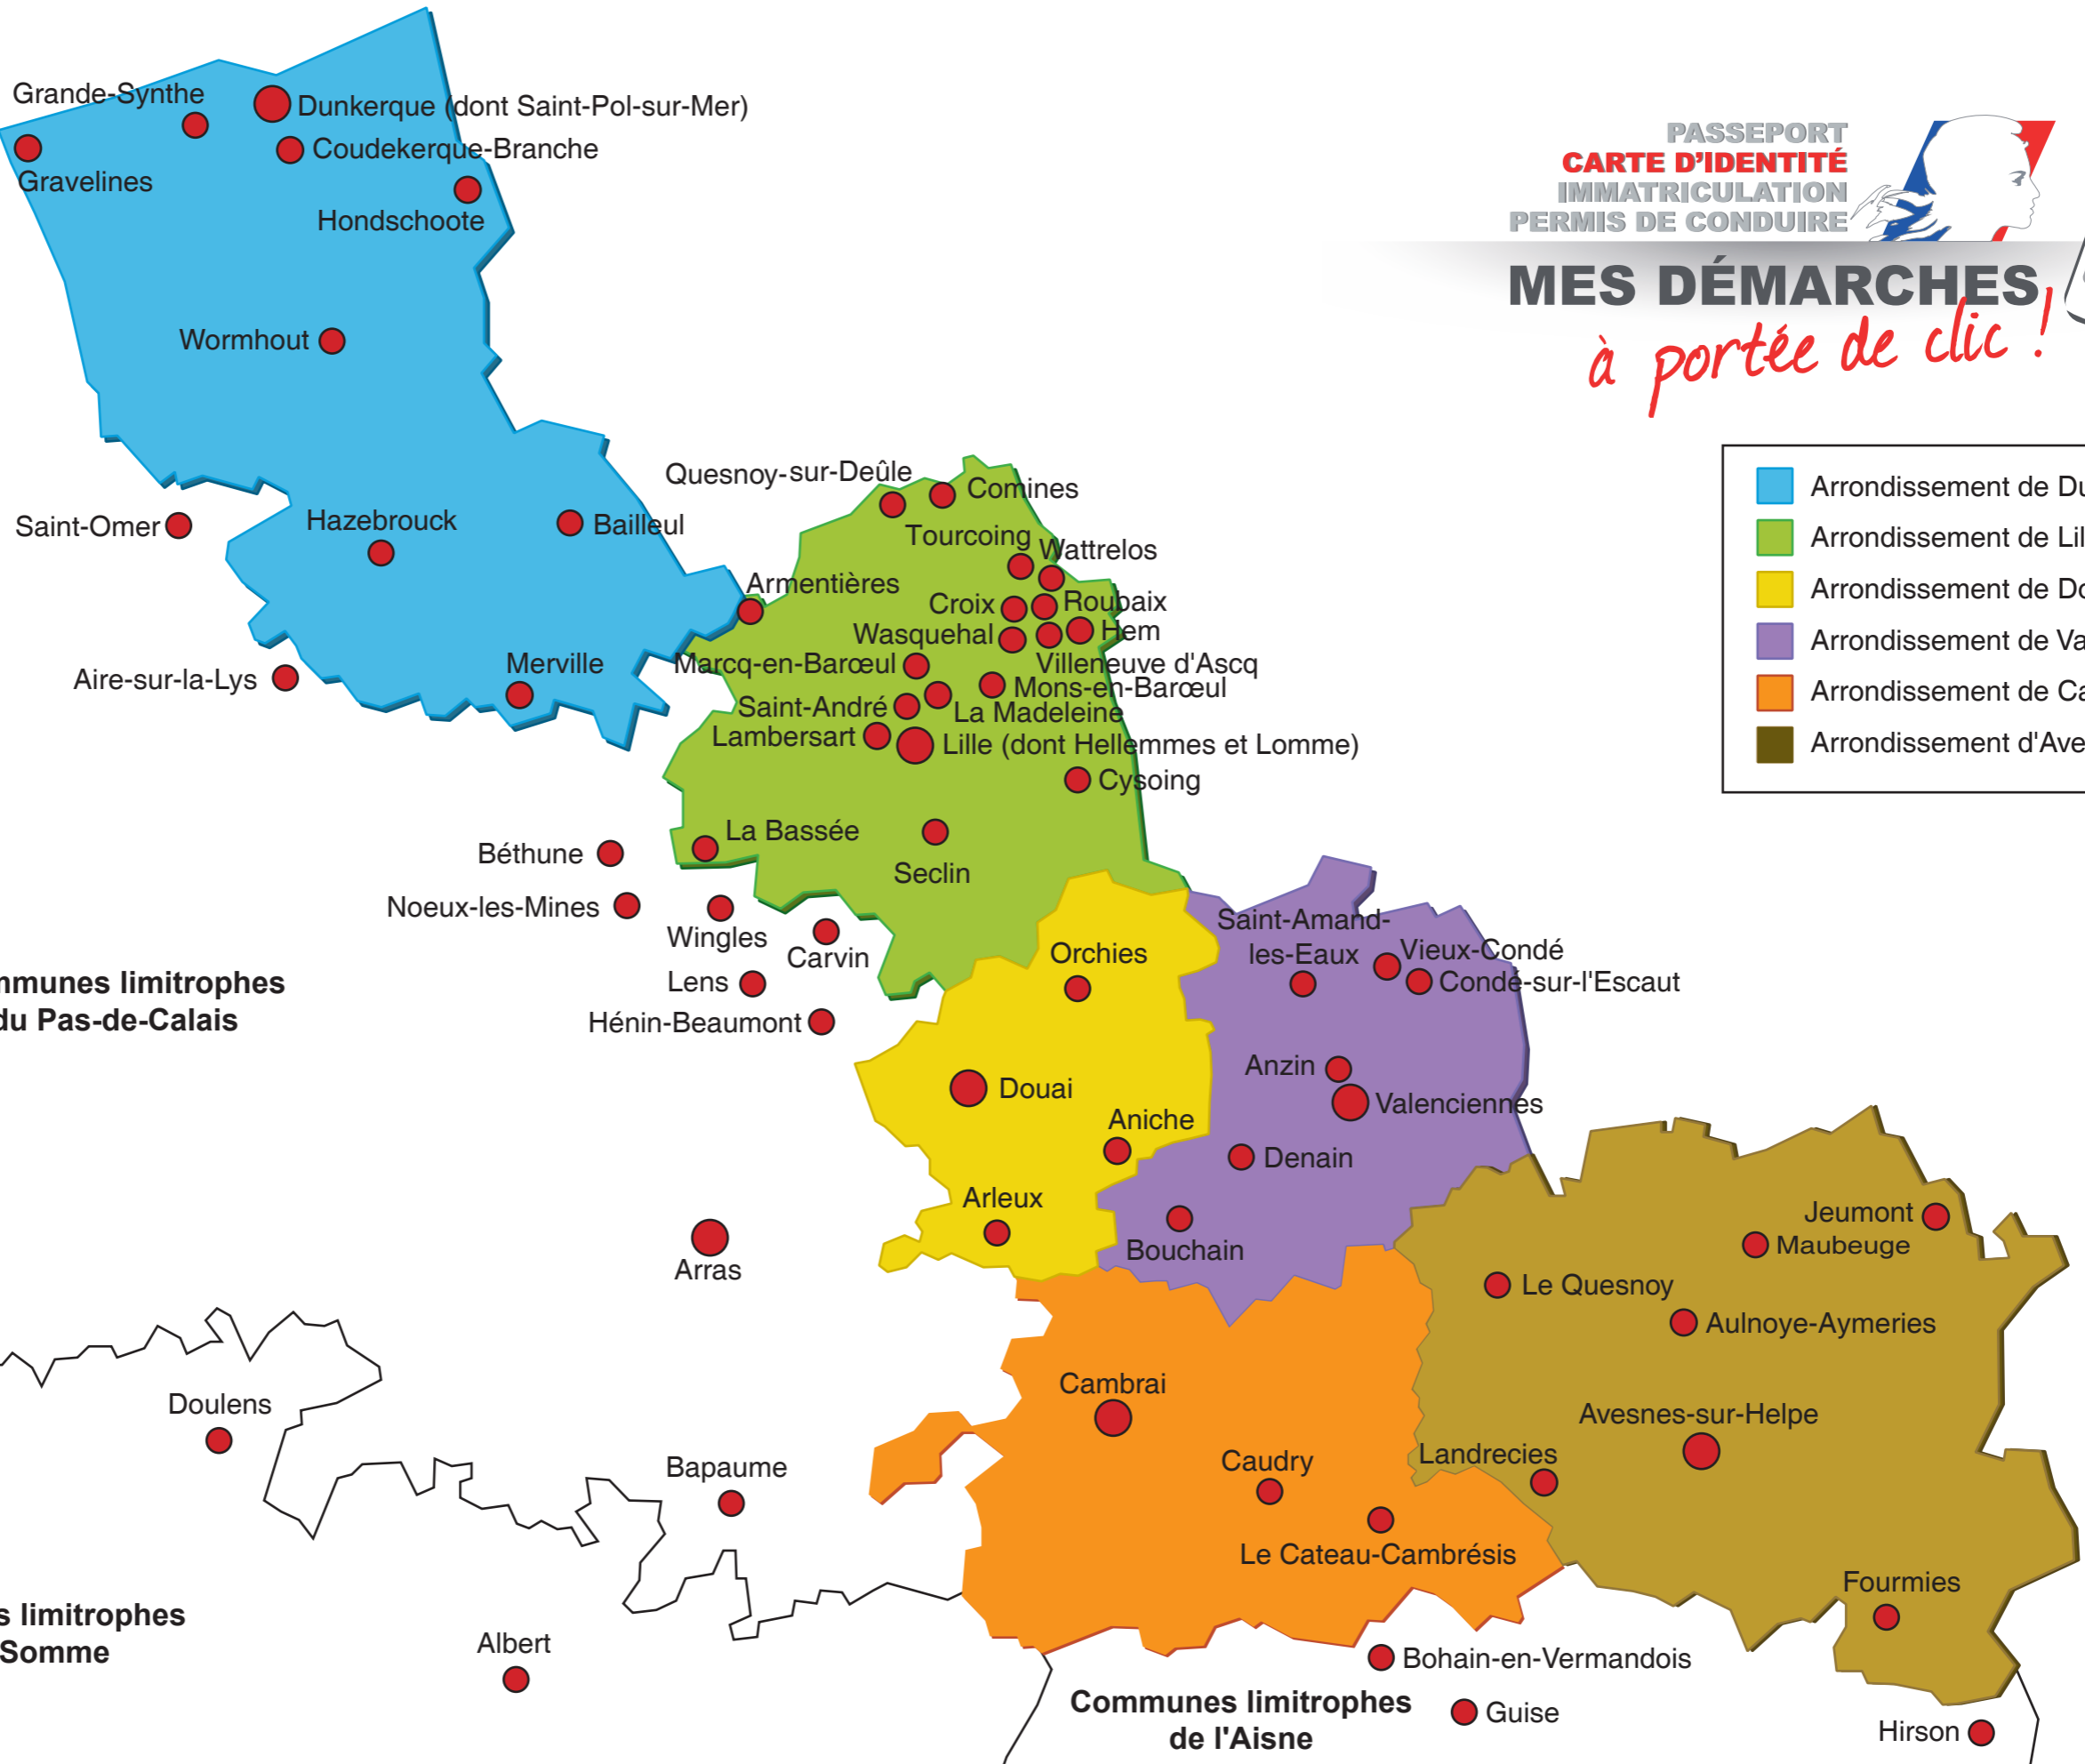 Grande-Synthe
Dunkerque (dont Saint-Pol-sur-Mer)
Coudekerque-Branche
Gravelines
Hondschoote
PASSEPORT
CARTE D'IDENTITÉ
IMMATRICULATION
PERMIS DE CONDUIRE
MES DÉMARCHES
à portée de clic !
Wormhout
Saint-Omer
Hazebrouck
Bailleul
Aire-sur-la-Lys
Merville
Quesnoy-sur-Deûle
Comines
Tourcoing
Wattrelos
Armentières
Croix
Roubaix
Wasquehal
Hem
Marcq-en-Barœul
Villeneuve d'Ascq
Mons-en-Barœul
Saint-André
La Madeleine
Lambersart
Lille (dont Hellemmes et Lomme)
Cysoing
La Bassée
Seclin
Arrondissement de Du
Arrondissement de Lil
Arrondissement de Do
Arrondissement de Va
Arrondissement de Ca
Arrondissement d'Ave
Béthune
Noeux-les-Mines
Wingles
Carvin
Lens
Hénin-Beaumont
mmunes limitrophes
du Pas-de-Calais
Orchies
Saint-Amand-
les-Eaux
Vieux-Condé
Condé-sur-l'Escaut
Douai
Anzin
Valenciennes
Aniche
Denain
Arleux
Bouchain
Arras
Jeumont
Maubeuge
Le Quesnoy
Aulnoye-Aymeries
Doulens
Cambrai
Avesnes-sur-Helpe
Landrecies
Caudry
Bapaume
Le Cateau-Cambrésis
Fourmies
s limitrophes
Somme
Albert
Bohain-en-Vermandois
Communes limitrophes
de l'Aisne
Guise
Hirson